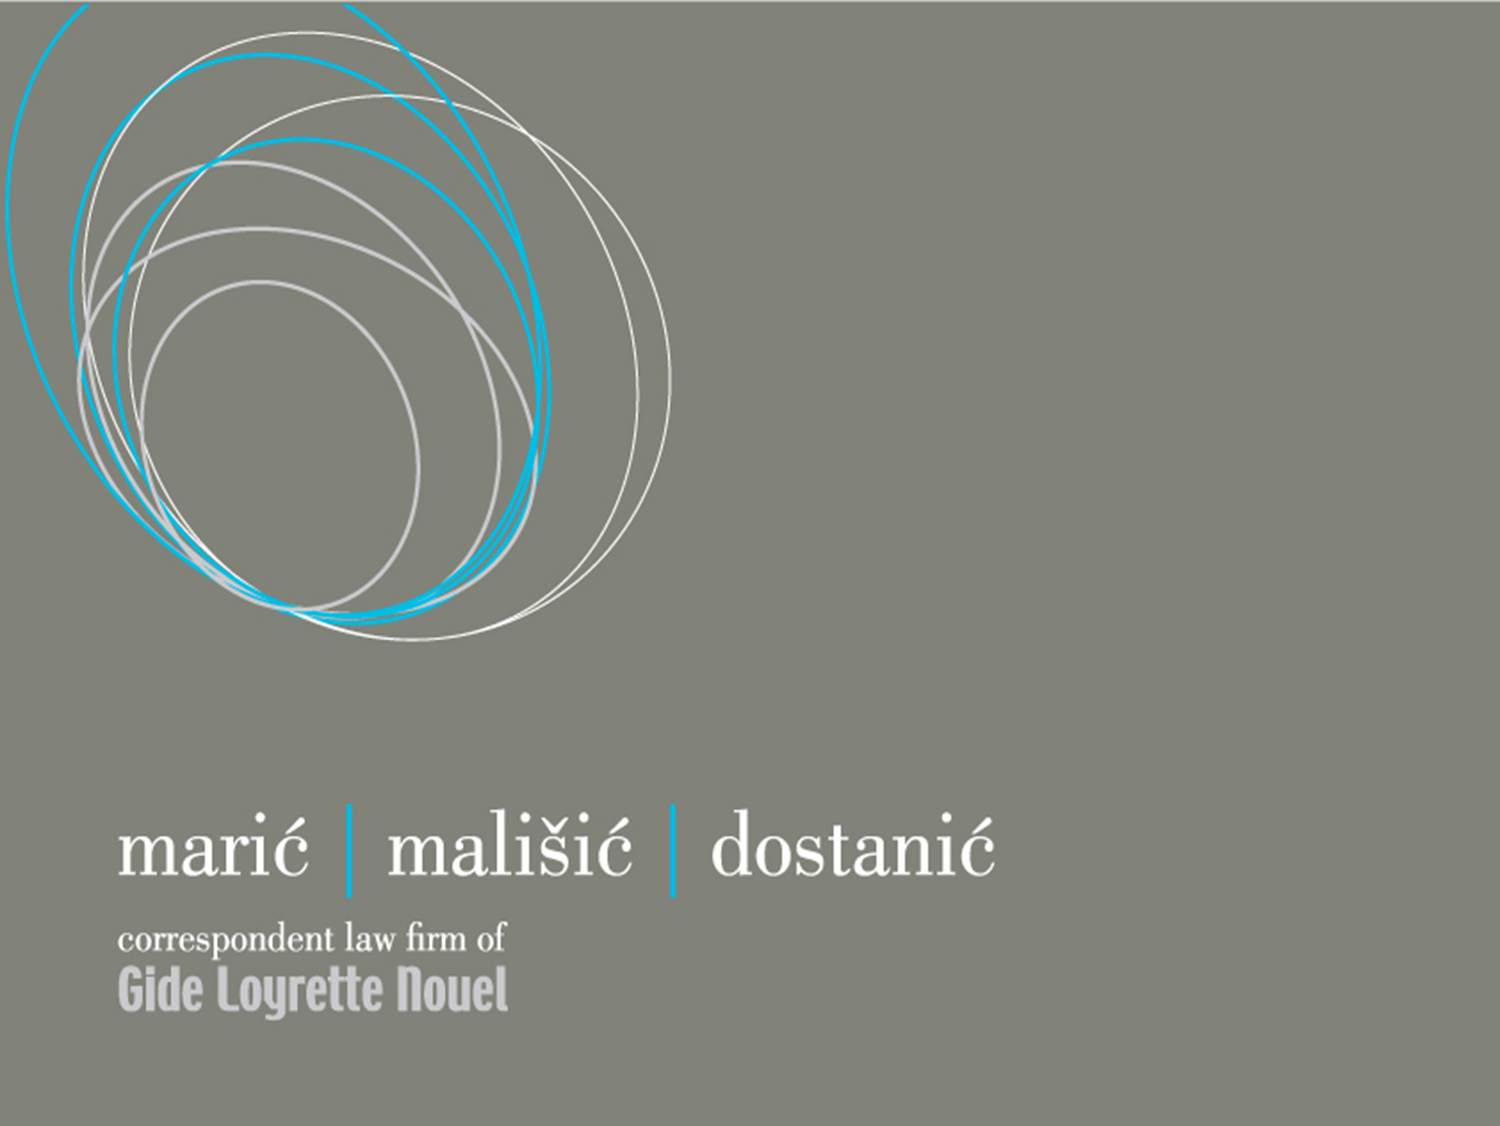 marić | mališić | dostanić
correspondent law firm of
Gide Loyrette Nouel